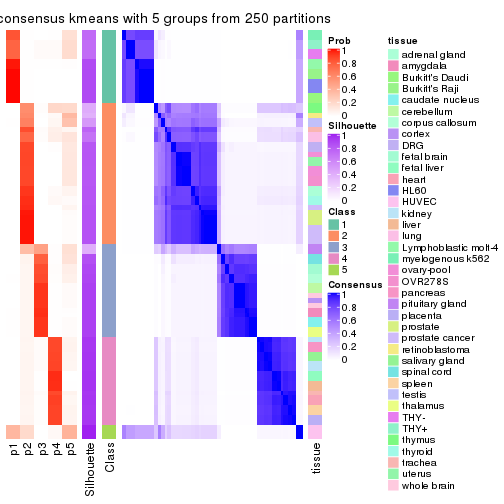 consensus kmeans with 5 groups from 250 partitions
Prob
1
0.8
0.6
0.4
0.2
0
Silhouette
1
0.8
0.6
0.4
0.2
0
Class
1
2
3
4
5
Consensus
1
0.8
0.6
0.4
0.2
0
tissue
adrenal gland
amygdala
Burkitt's Daudi
Burkitt's Raji
caudate nucleus
cerebellum
corpus callosum
cortex
DRG
fetal brain
fetal liver
heart
HL60
HUVEC
kidney
liver
lung
Lymphoblastic molt-4
myelogenous k562
ovary-pool
OVR278S
pancreas
pituitary gland
placenta
prostate
prostate cancer
retinoblastoma
salivary gland
spinal cord
spleen
testis
thalamus
THY-
THY+
thymus
thyroid
trachea
uterus
whole brain
p1
p2
p3
p4
p5
Silhouette
Class
tissue